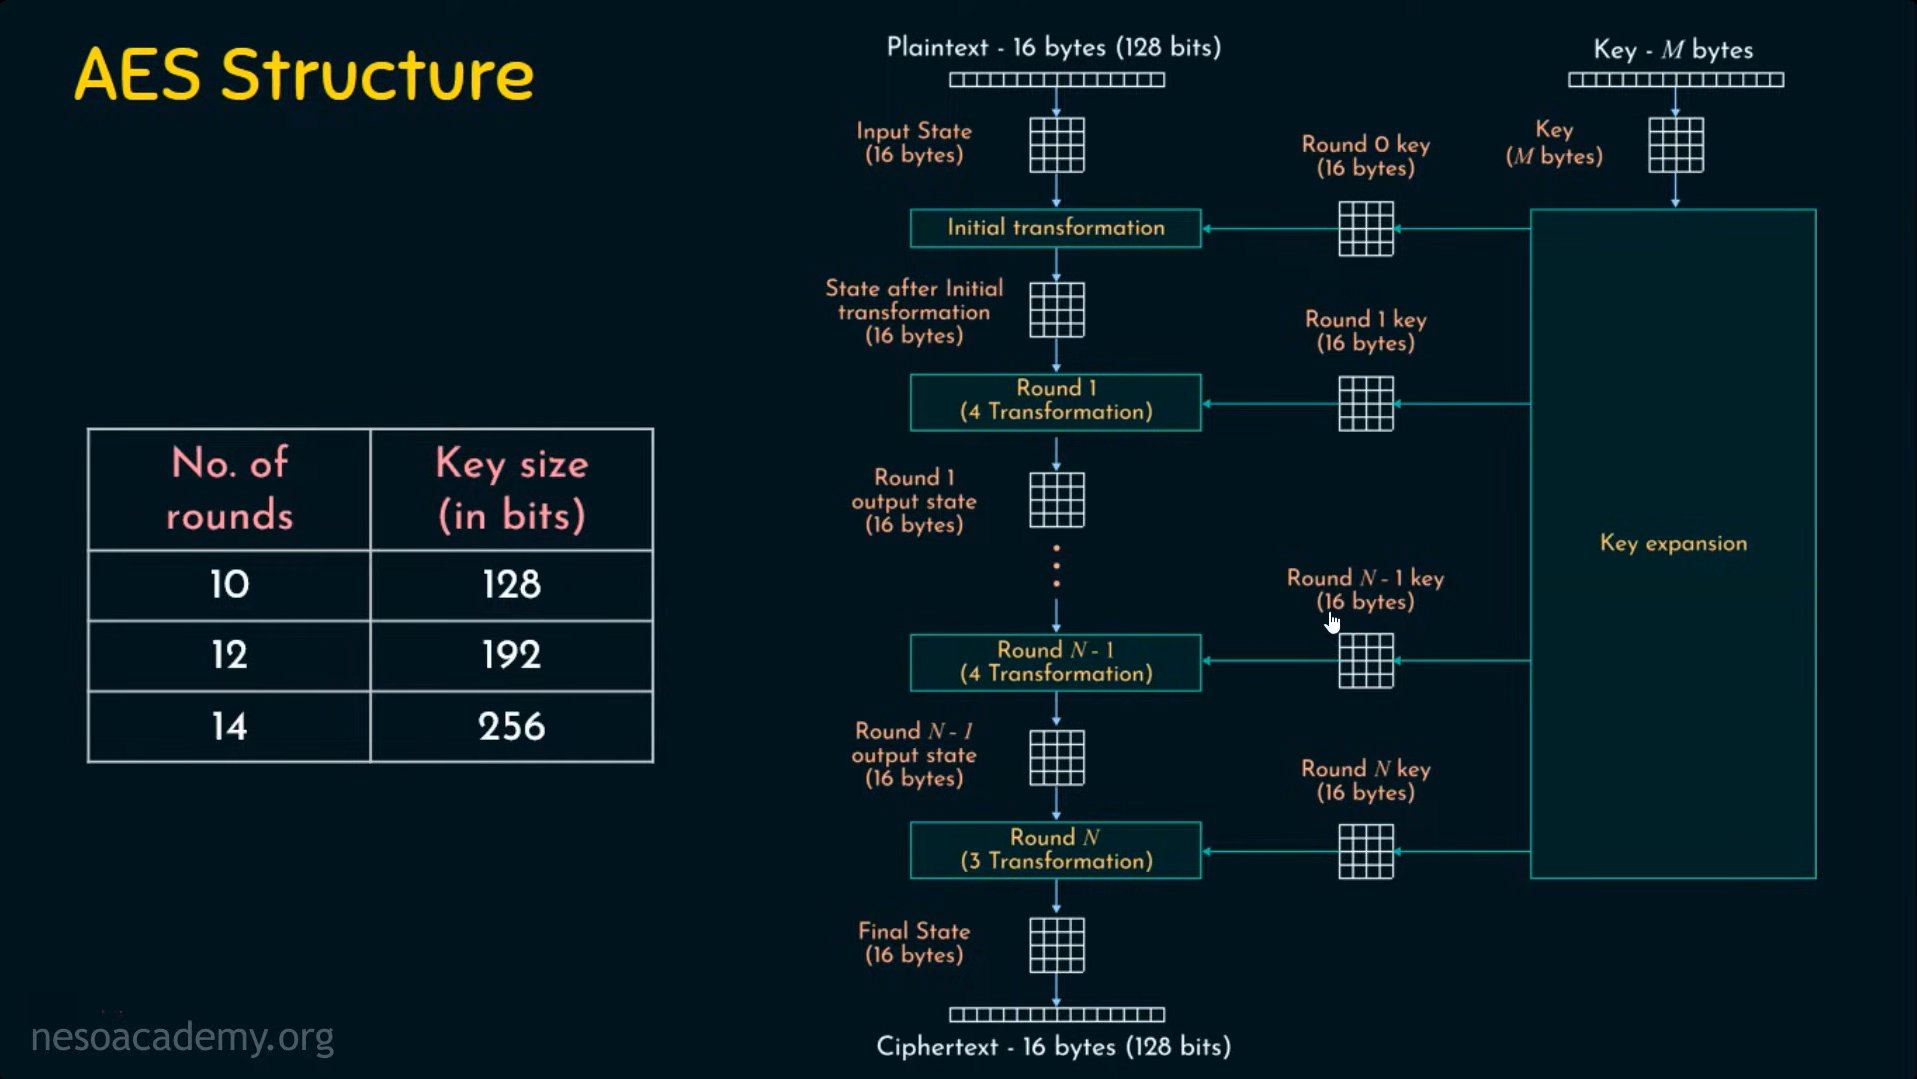 AES Structure
Plaintext - 16 bytes (128 bits)
Key - M bytes
Input State
(16 bytes)
Round 0 key
(16 bytes)
Key
(M bytes)
Initial transformation
State after Initial
transformation
(16 bytes)
Round 1 key
(16 bytes)
Round 1
(4 Transformation)
Round 1
output state
(16 bytes)
Key expansion
Round N - 1 key
(16 bytes)
Round N - 1
(4 Transformation)
Round N - 1
output state
(16 bytes)
Round N key
(16 bytes)
Round N
(3 Transformation)
Final State
(16 bytes)
Ciphertext - 16 bytes (128 bits)
No. of
rounds
Key size
(in bits)
10 128
12 192
14 256
nesoacademy.org